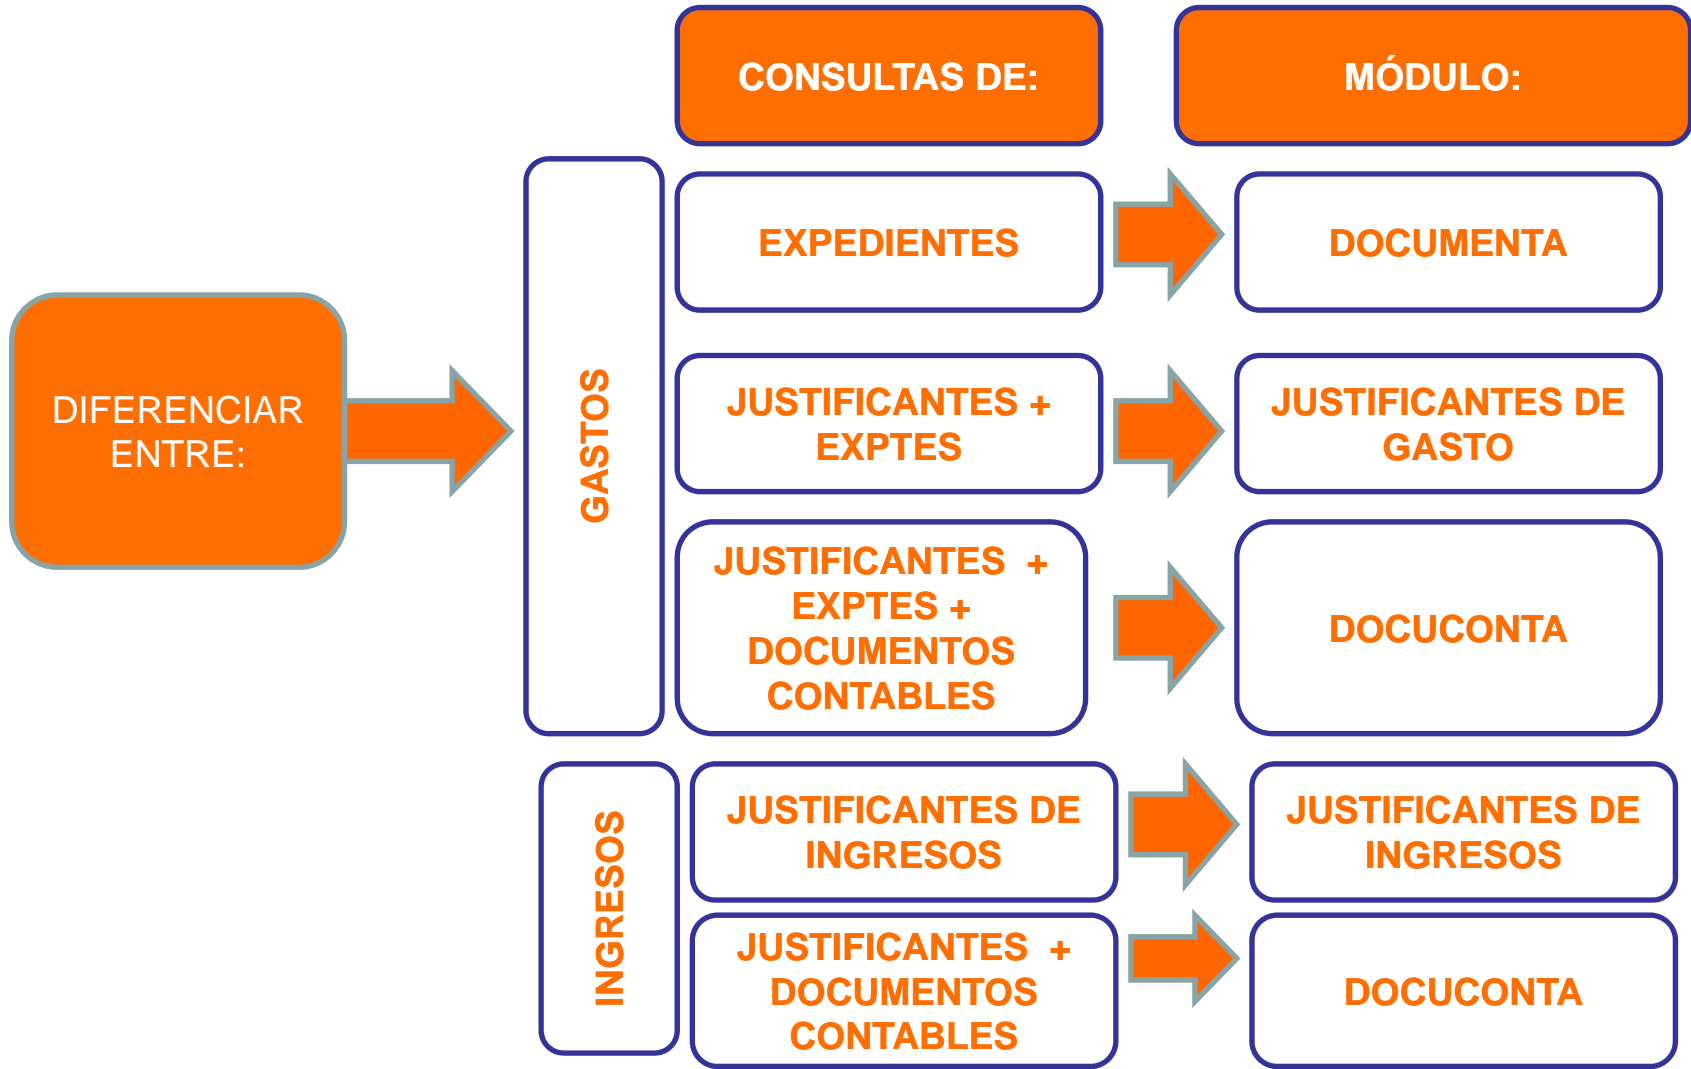 CONSULTAS DE:
MÓDULO:
DIFERENCIAR
ENTRE:
GASTOS
EXPEDIENTES
DOCUMENTA
JUSTIFICANTES +
EXPTES
JUSTIFICANTES DE
GASTO
JUSTIFICANTES +
EXPTES +
DOCUMENTOS
CONTABLES
DOCUCONTA
INGRESOS
JUSTIFICANTES DE
INGRESOS
JUSTIFICANTES DE
INGRESOS
JUSTIFICANTES +
DOCUMENTOS
CONTABLES
DOCUCONTA